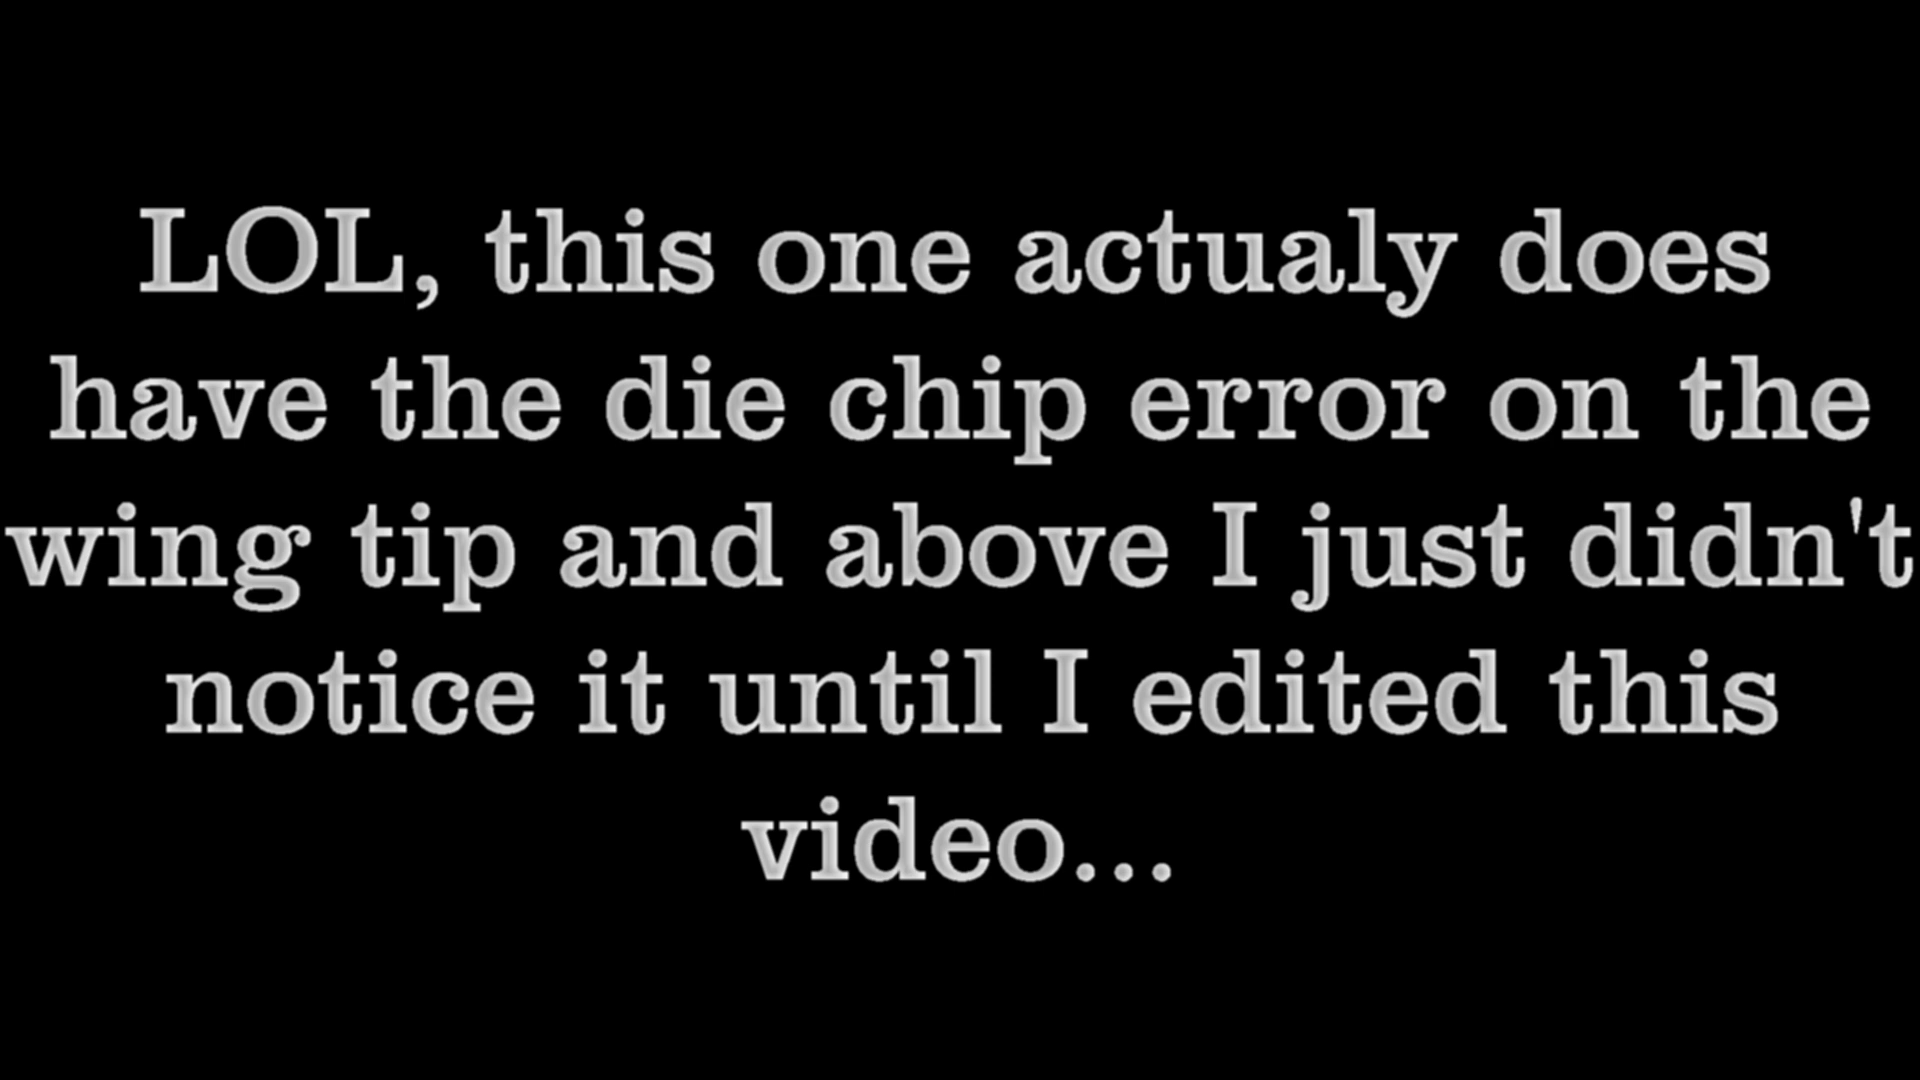 LOL, this one actualy does
have the die chip error on the
wing tip and above I just didn't
notice it until I edited this
video...